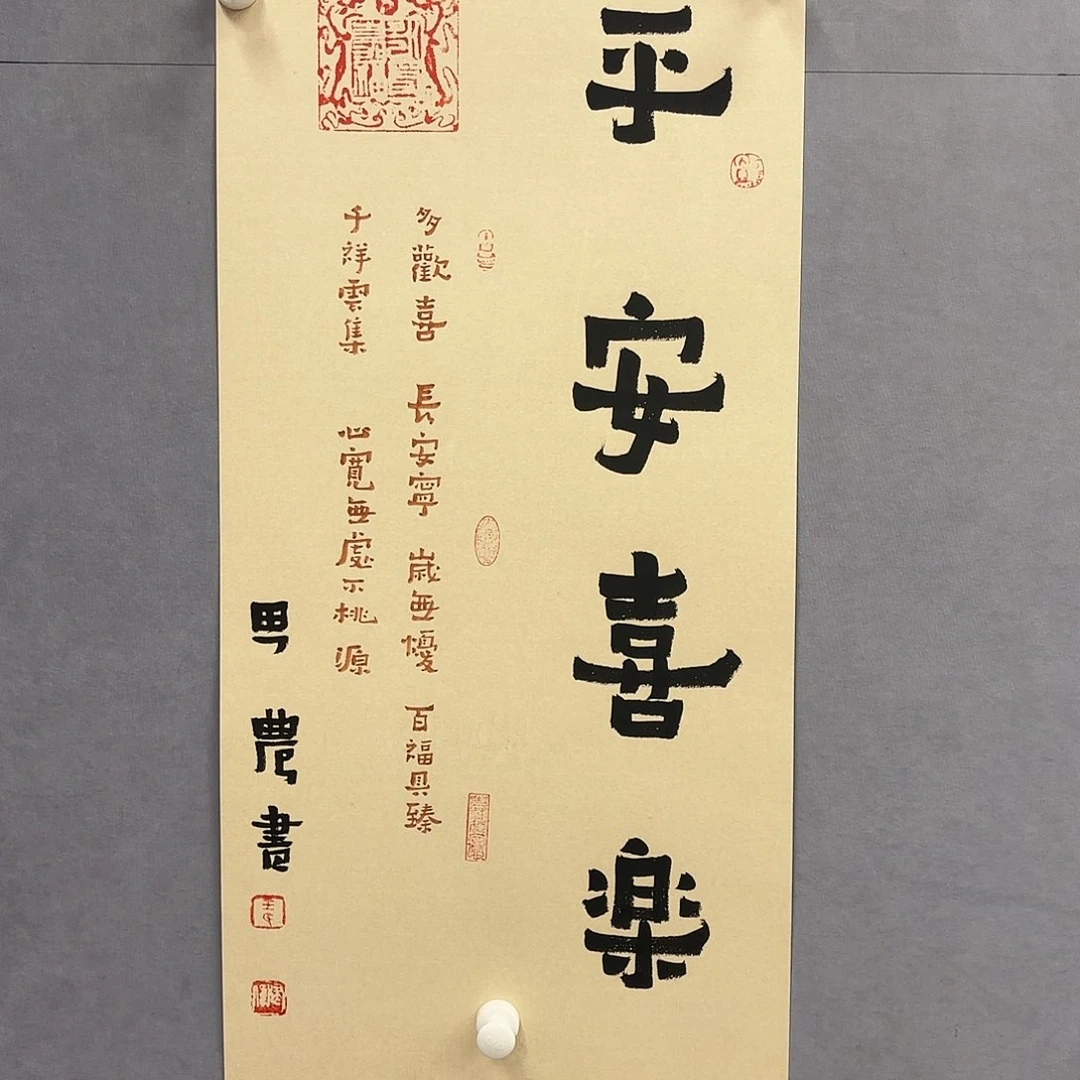 平安喜楽
多歡喜 長安寧 歲無憂 百福具臻
千祥雲集 心寬無處不桃源
農書